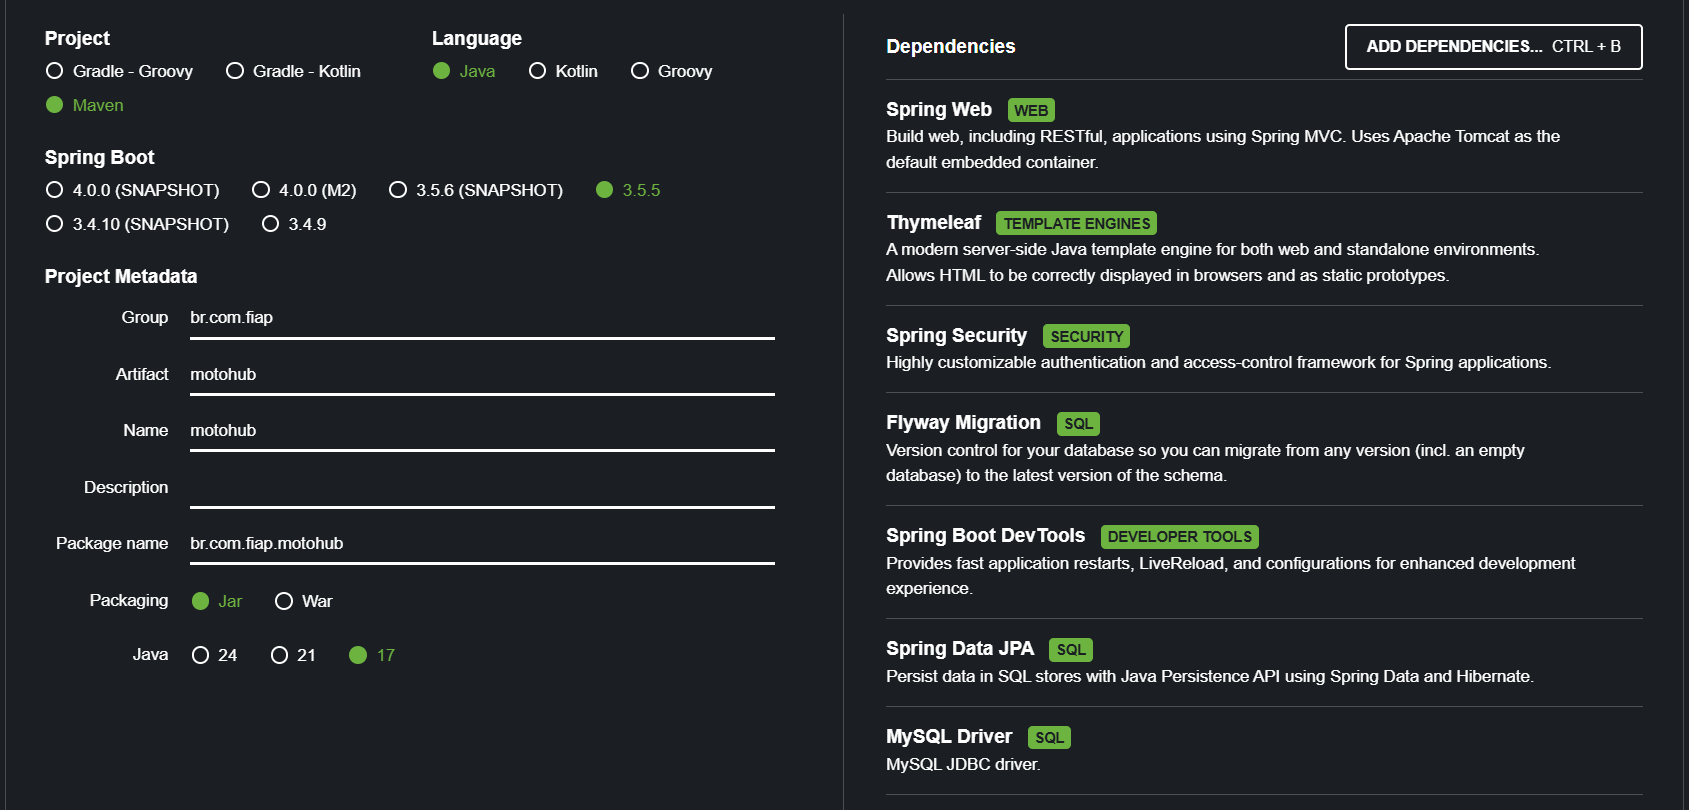 Project
Gradle - Groovy
Gradle - Kotlin
Maven
Language
Java
Kotlin
Groovy
Spring Boot
4.0.0 (SNAPSHOT)
4.0.0 (M2)
3.5.6 (SNAPSHOT)
3.5.5
3.4.10 (SNAPSHOT)
3.4.9
Project Metadata
Group br.com.fiap
Artifact motohub
Name motohub
Description
Package name br.com.fiap.motohub
Packaging Jar War
Java 24 21 17
Dependencies
ADD DEPENDENCIES... CTRL + B
Spring Web WEB
Build web, including RESTful, applications using Spring MVC. Uses Apache Tomcat as the
default embedded container.
Thymeleaf TEMPLATE ENGINES
A modern server-side Java template engine for both web and standalone environments.
Allows HTML to be correctly displayed in browsers and as static prototypes.
Spring Security SECURITY
Highly customizable authentication and access-control framework for Spring applications.
Flyway Migration SQL
Version control for your database so you can migrate from any version (incl. an empty
database) to the latest version of the schema.
Spring Boot DevTools DEVELOPER TOOLS
Provides fast application restarts, LiveReload, and configurations for enhanced development
experience.
Spring Data JPA SQL
Persist data in SQL stores with Java Persistence API using Spring Data and Hibernate.
MySQL Driver SQL
MySQL JDBC driver.